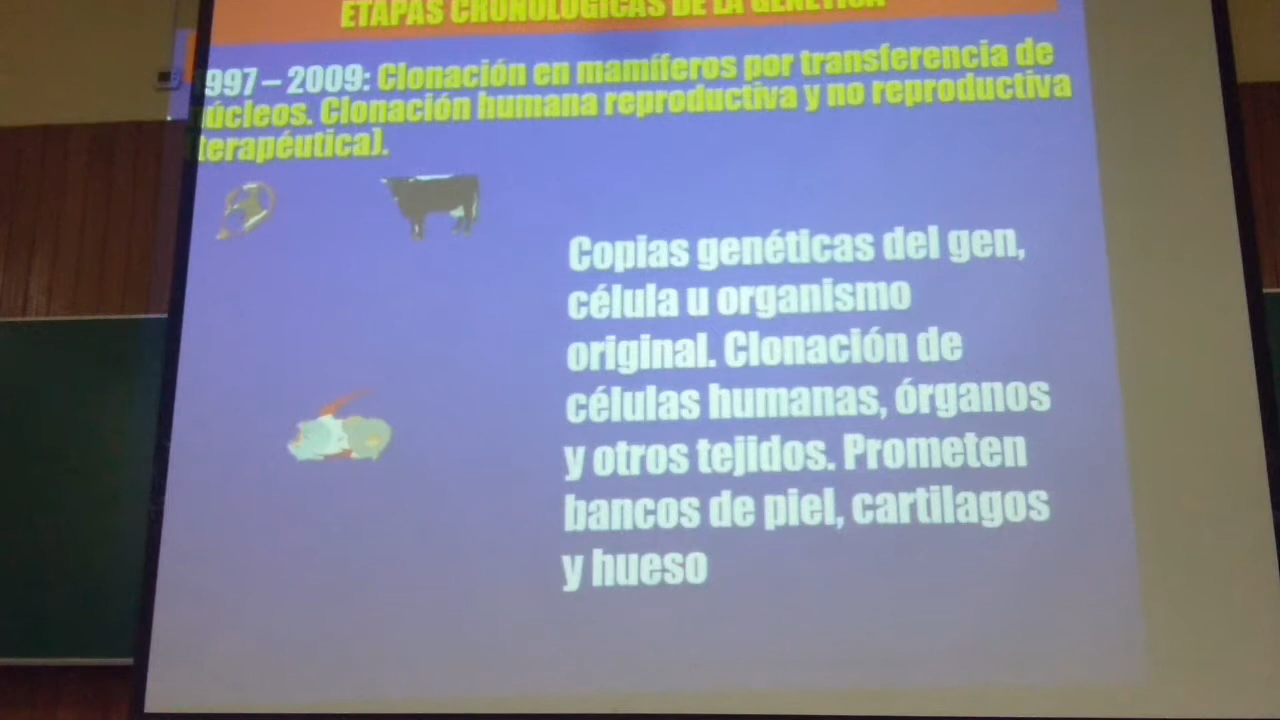 ETAPAS CRONOLÓGICAS DE LA GENÉTICA
997 – 2009: Clonación en mamíferos por transferencia de
úcleos. Clonación humana reproductiva y no reproductiva
terapéutica).
Copias genéticas del gen,
célula u organismo
original. Clonación de
células humanas, órganos
y otros tejidos. Prometen
bancos de piel, cartilagos
y hueso